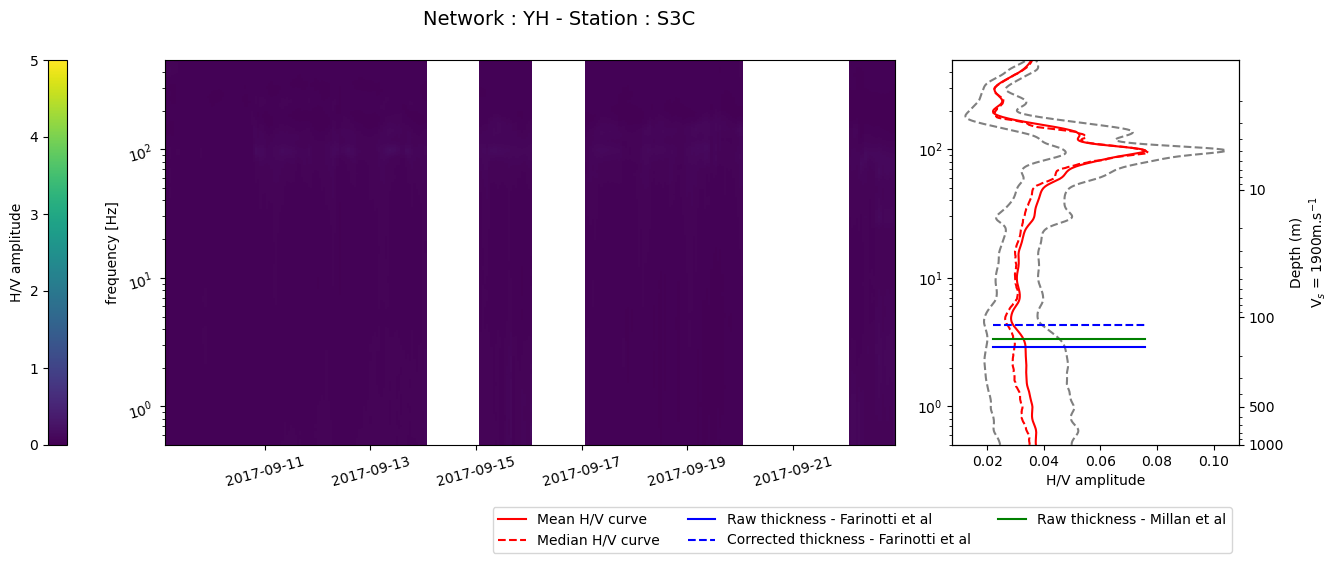 Network : YH - Station : S3C
5
4
3
2
1
0
H/V amplitude
frequency [Hz]
10²
10¹
10⁰
2017-09-11
2017-09-13
2017-09-15
2017-09-17
2017-09-19
2017-09-21
10²
10¹
10⁰
0.02
0.04
0.06
0.08
0.10
H/V amplitude
10
100
500
1000
Depth (m)
Vₛ = 1900m.s⁻¹
Mean H/V curve
Median H/V curve
Raw thickness - Farinotti et al
Corrected thickness - Farinotti et al
Raw thickness - Millan et al